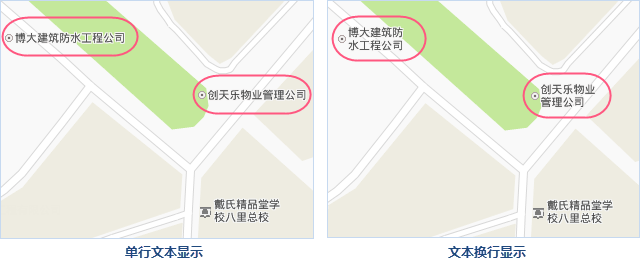 博大建筑防水工程公司
创天乐物业管理公司
戴氏精品堂学
校八里总校
单行文本显示
博大建筑防
水工程公司
创天乐物业
管理公司
戴氏精品堂学
校八里总校
文本换行显示